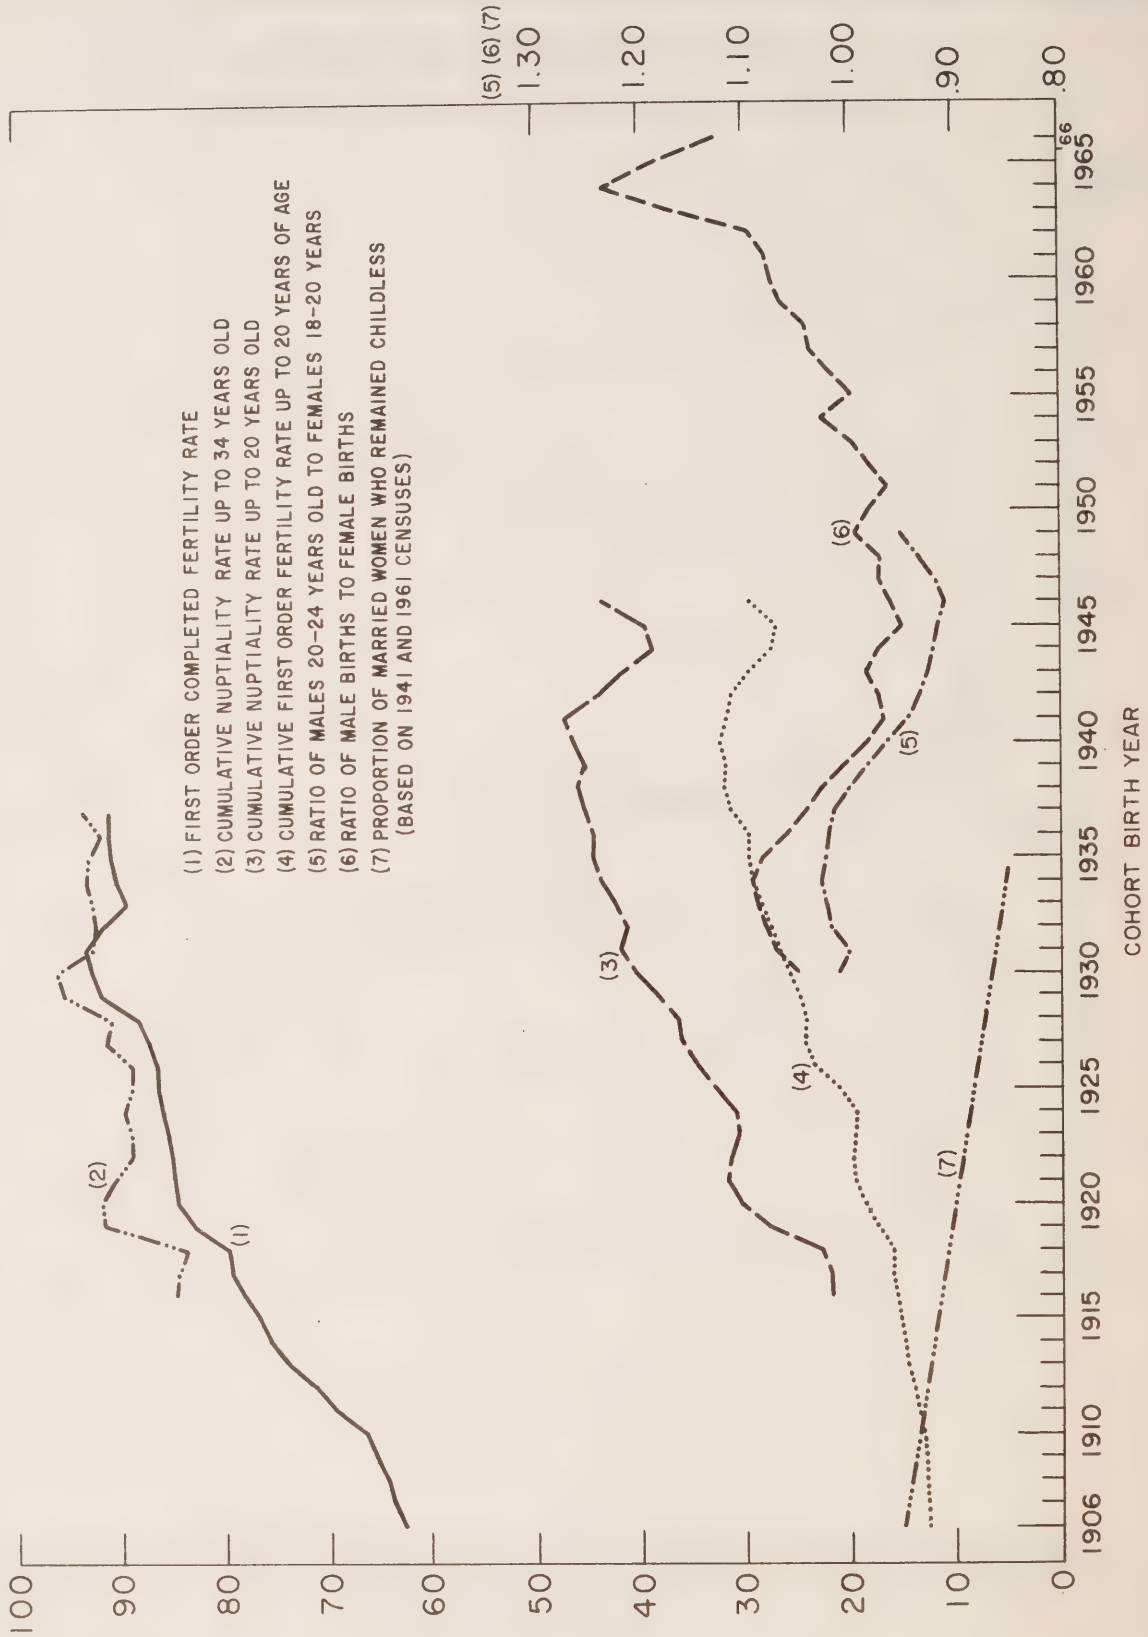 (5) (6) (7)
100
90
80
70
60
50
40
30
20
10
0
1.30
1.20
1.10
1.00
.90
.80
(1) FIRST ORDER COMPLETED FERTILITY RATE
(2) CUMULATIVE NUPTIALITY RATE UP TO 34 YEARS OLD
(3) CUMULATIVE NUPTIALITY RATE UP TO 20 YEARS OLD
(4) CUMULATIVE FIRST ORDER FERTILITY RATE UP TO 20 YEARS OF AGE
(5) RATIO OF MALES 20-24 YEARS OLD TO FEMALES 18-20 YEARS
(6) RATIO OF MALE BIRTHS TO FEMALE BIRTHS
(7) PROPORTION OF MARRIED WOMEN WHO REMAINED CHILDLESS
(BASED ON 1941 AND 1961 CENSUSES)
(2)
(1)
(3)
(4)
(6)
(5)
(7)
1906 1910 1915 1920 1925 1930 1935 1940 1945 1950 1955 1960 1965 '66
COHORT BIRTH YEAR